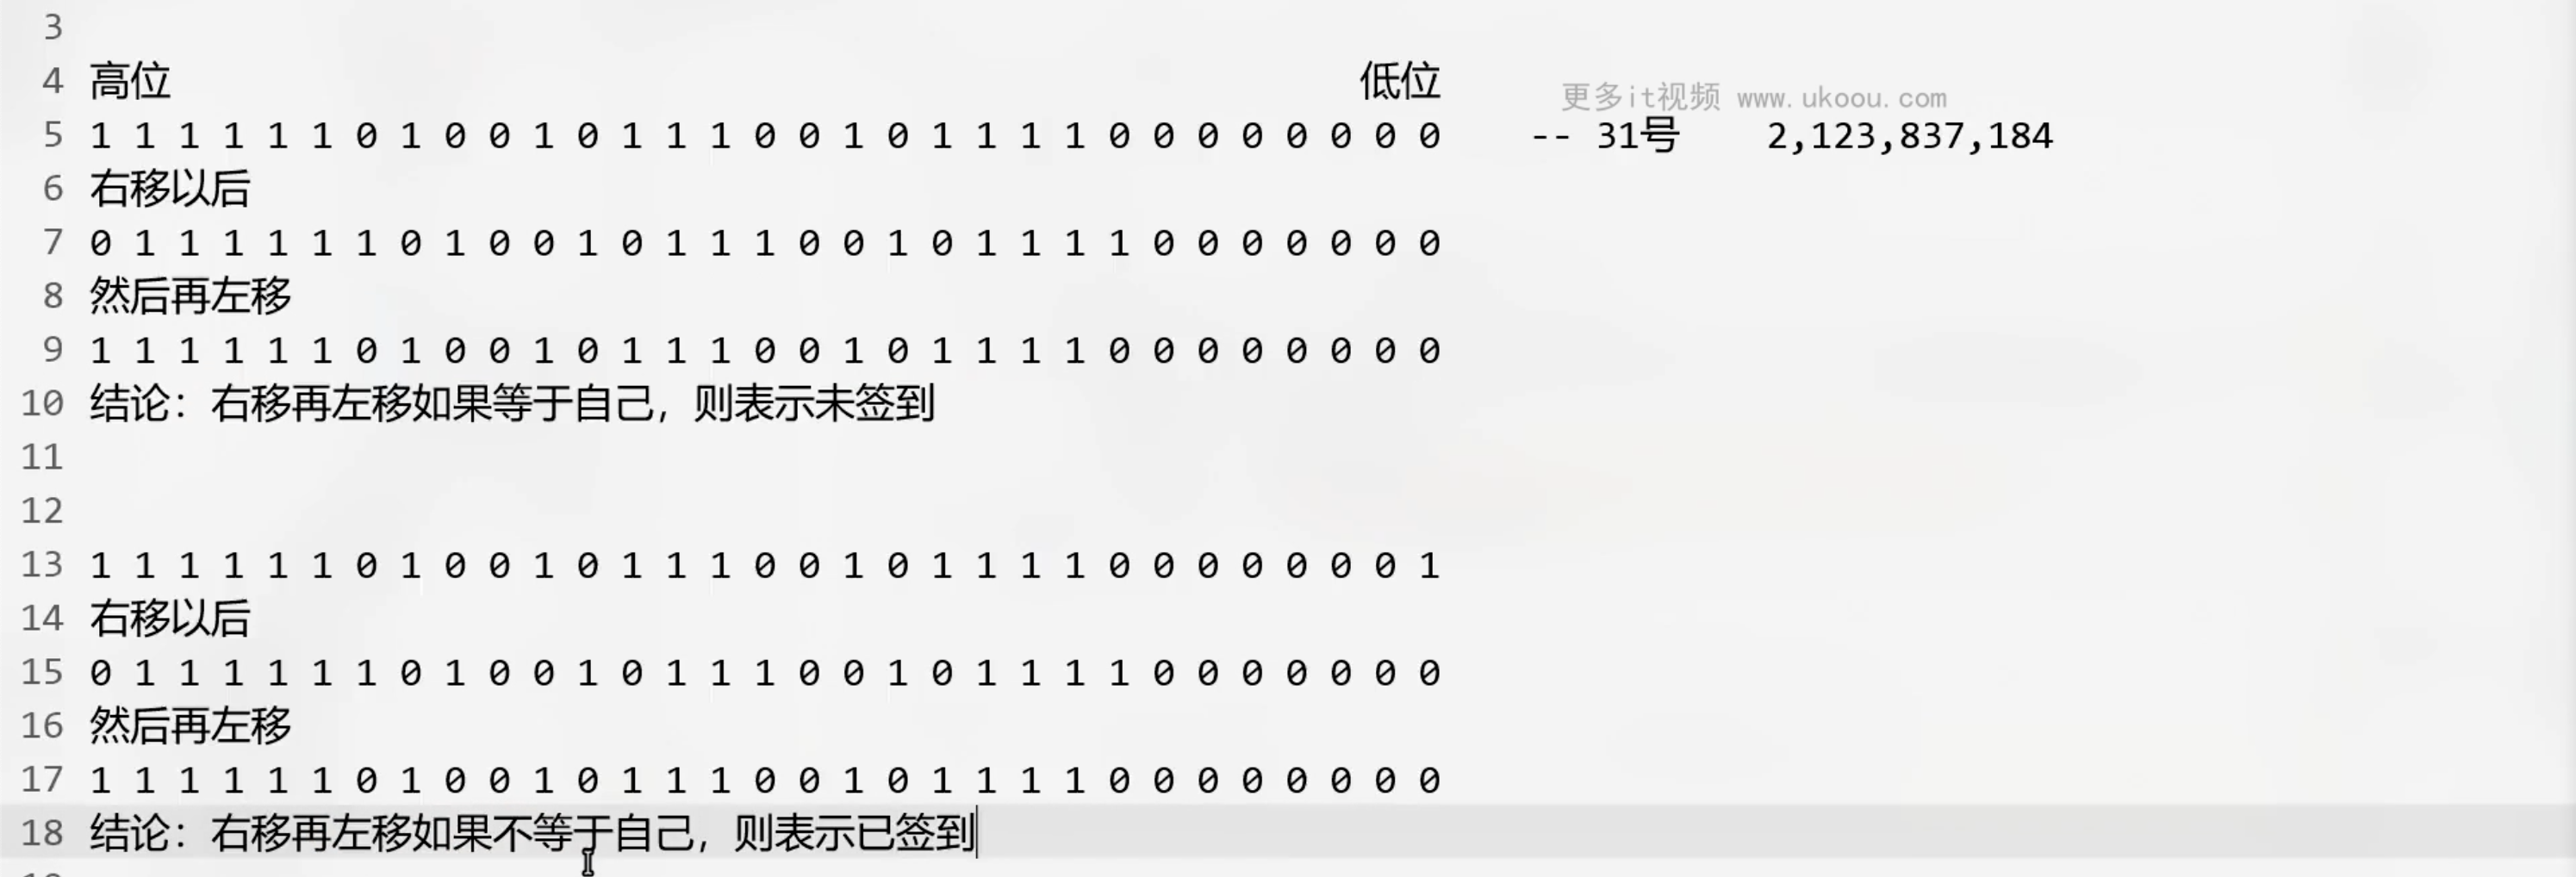 3
4 高位 低位
更多it视频 www.ukoou.com
5 1 1 1 1 1 1 0 1 0 0 1 0 1 1 1 0 0 1 0 1 1 1 1 0 0 0 0 0 0 0 0 -- 31号 2,123,837,184
6 右移以后
7 0 1 1 1 1 1 1 0 1 0 0 1 0 1 1 1 0 0 1 0 1 1 1 1 0 0 0 0 0 0 0
8 然后再左移
9 1 1 1 1 1 1 0 1 0 0 1 0 1 1 1 0 0 1 0 1 1 1 1 0 0 0 0 0 0 0 0
10 结论：右移再左移如果等于自己，则表示未签到
11
12
13 1 1 1 1 1 1 0 1 0 0 1 0 1 1 1 0 0 1 0 1 1 1 1 0 0 0 0 0 0 0 1
14 右移以后
15 0 1 1 1 1 1 1 0 1 0 0 1 0 1 1 1 0 0 1 0 1 1 1 1 0 0 0 0 0 0 0
16 然后再左移
17 1 1 1 1 1 1 0 1 0 0 1 0 1 1 1 0 0 1 0 1 1 1 1 0 0 0 0 0 0 0 0
18 结论：右移再左移如果不等于自己，则表示已签到